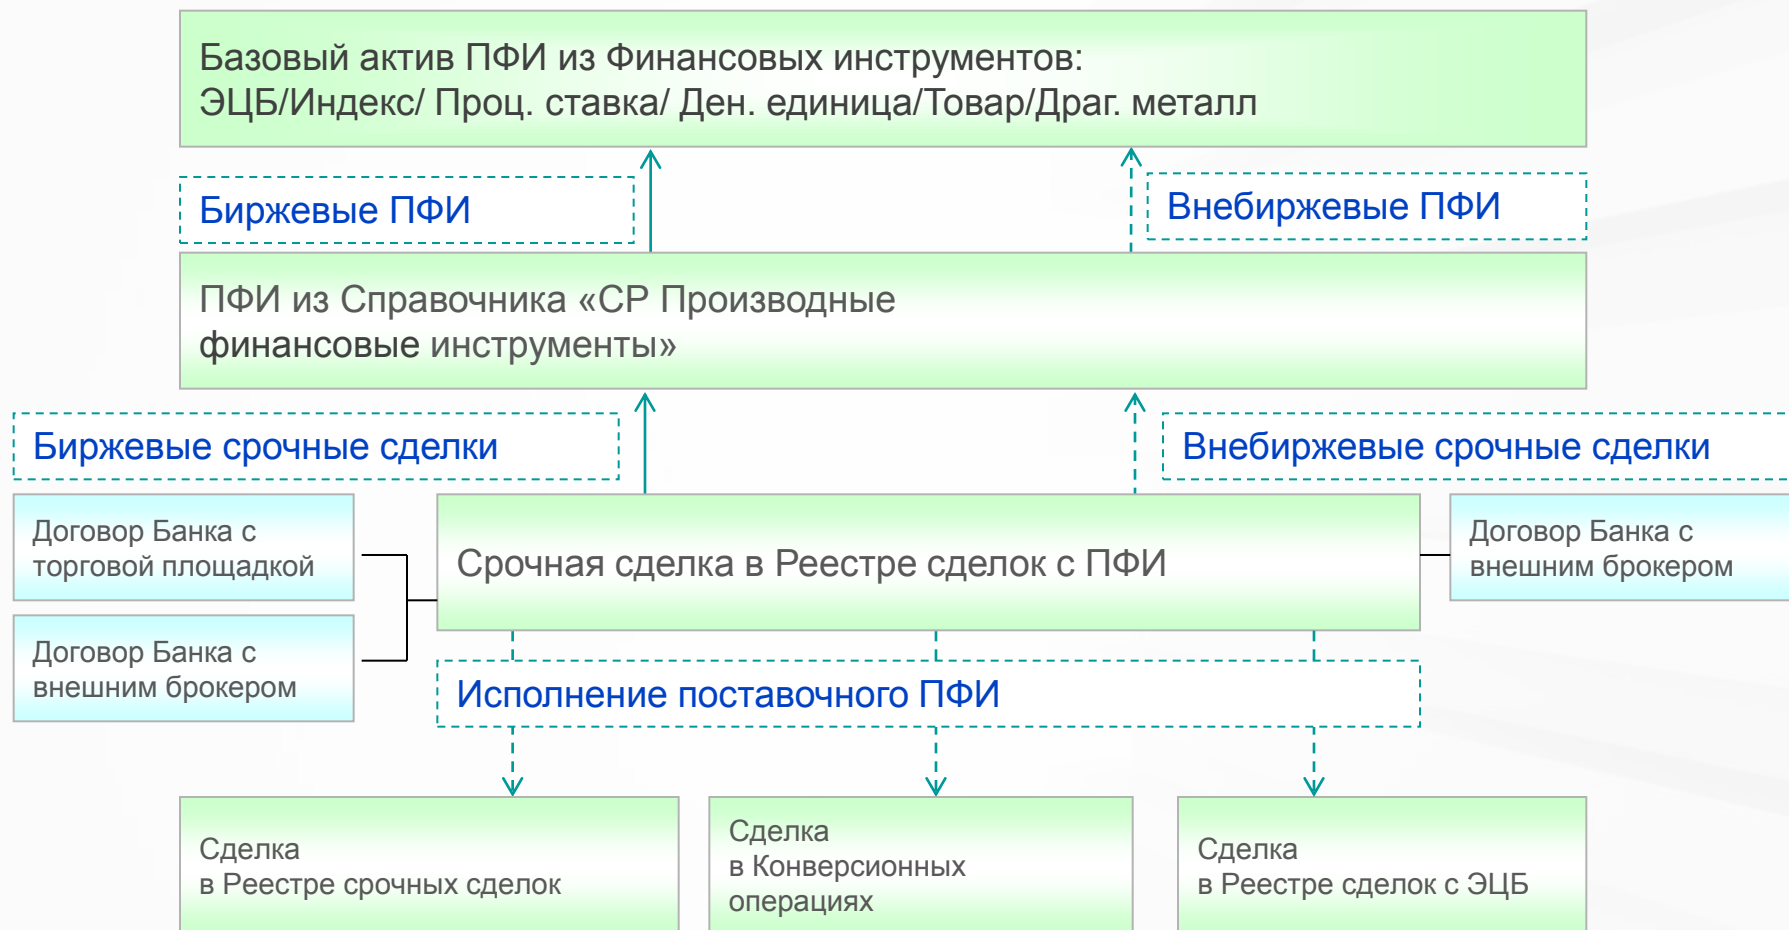 Базовый актив ПФИ из Финансовых инструментов:
ЭЦБ/Индекс/ Проц. ставка/ Ден. единица/Товар/Драг. металл
Биржевые ПФИ
Внебиржевые ПФИ
ПФИ из Справочника «СР Производные
финансовые инструменты»
Биржевые срочные сделки
Внебиржевые срочные сделки
Договор Банка с
торговой площадкой
Срочная сделка в Реестре сделок с ПФИ
Договор Банка с
внешним брокером
Договор Банка с
внешним брокером
Исполнение поставочного ПФИ
Сделка
в Реестре срочных сделок
Сделка
в Конверсионных
операциях
Сделка
в Реестре сделок с ЭЦБ